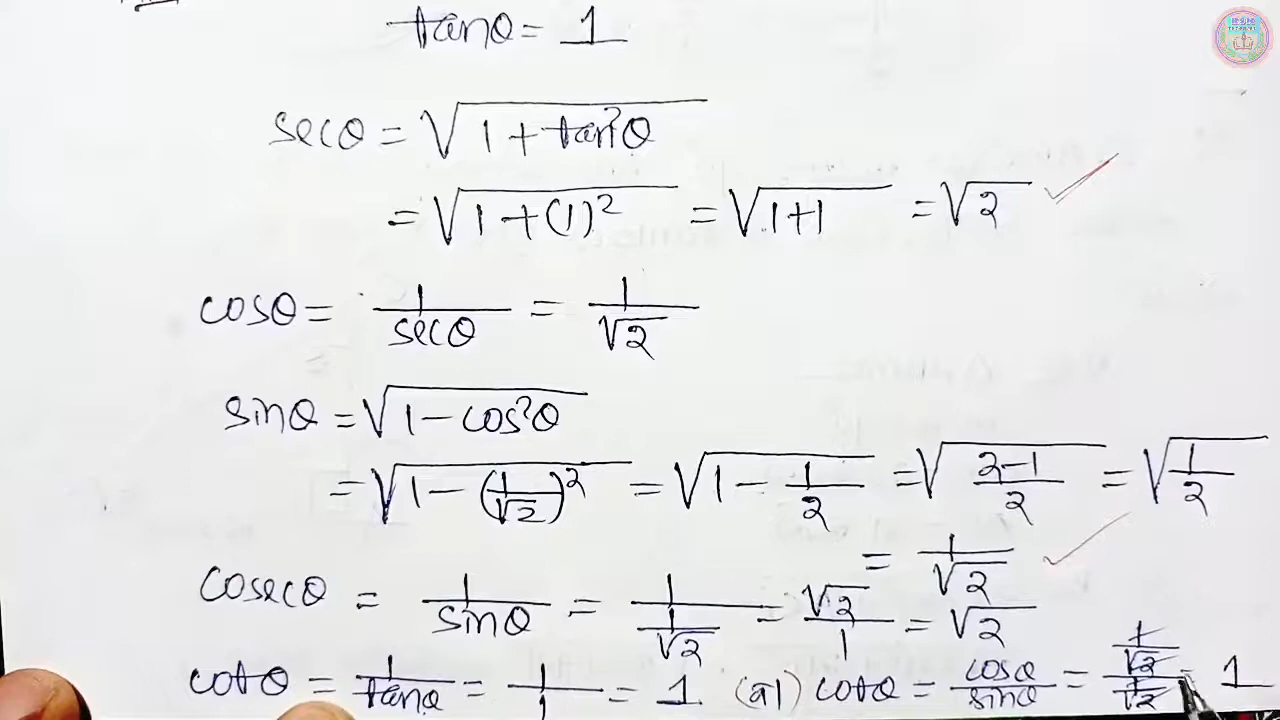 tanθ = 1
secθ = √(1 + tan²θ)
= √(1 + (1)²) = √(1+1) = √2 ✓
cosθ = 1/secθ = 1/√2
sinθ = √(1 - cos²θ)
= √(1 - (1/√2)²) = √(1 - 1/2) = √((2-1)/2) = √(1/2)
= 1/√2 ✓
cosecθ = 1/sinθ = 1/(1/√2) = √2/1 = √2
cotθ = 1/tanθ = 1/1 = 1 (या) cotθ = cosθ/sinθ = (1/√2)/(1/√2) = 1